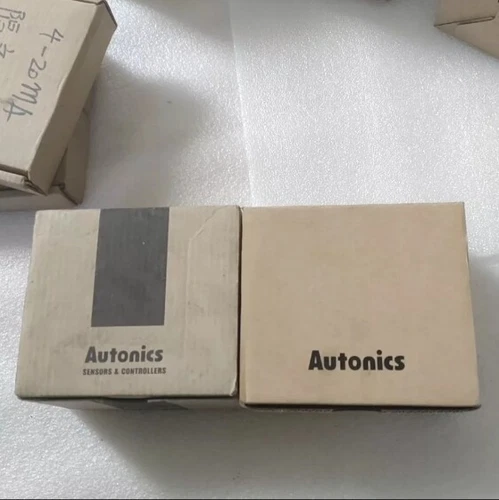 4-20MA
Autonics
SENSORS & CONTROLLERS
Autonics